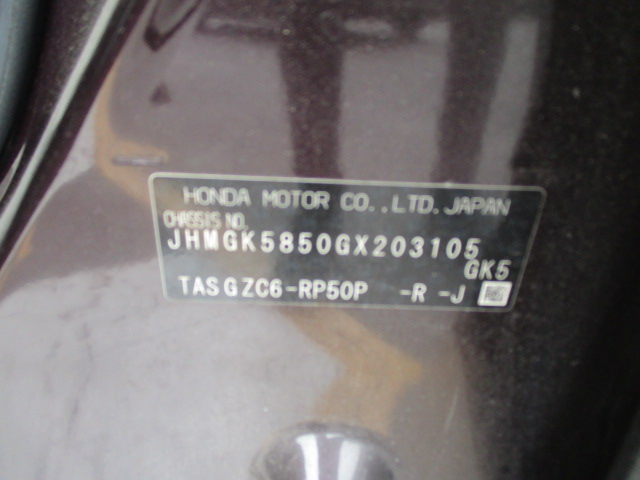 HONDA MOTOR CO.,LTD. JAPAN
CHASSIS NO.
JHMGK5850GX203105
GK5
TASGZC6-RP50P -R -J